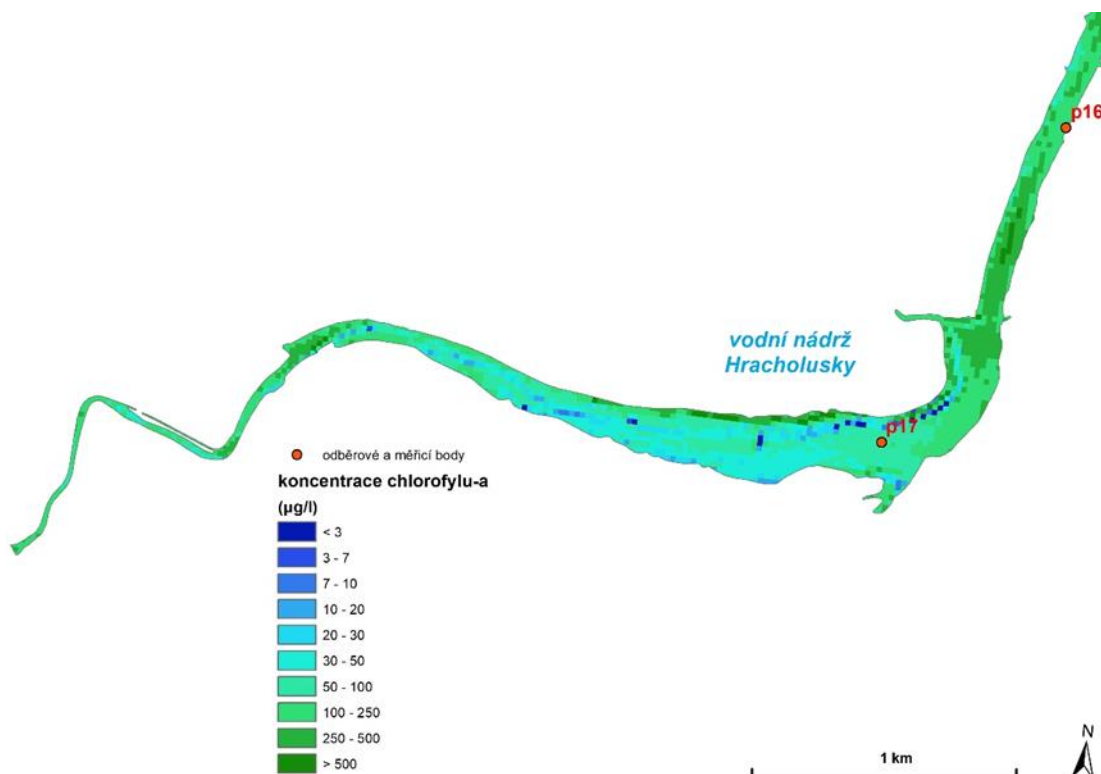 p16
vodní nádrž
Hracholusky
p17
odběrové a měřicí body
koncentrace chlorofylu-a
(µg/l)
< 3
3 - 7
7 - 10
10 - 20
20 - 30
30 - 50
50 - 100
100 - 250
250 - 500
> 500
1 km
N